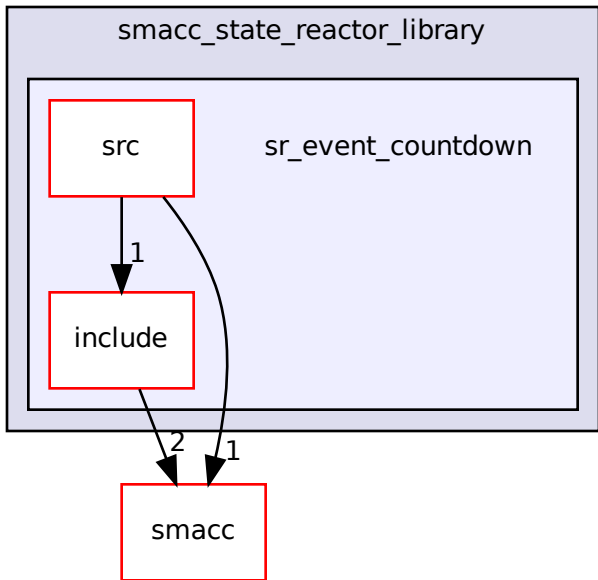 smacc_state_reactor_library
src
sr_event_countdown
1
include
2
1
smacc